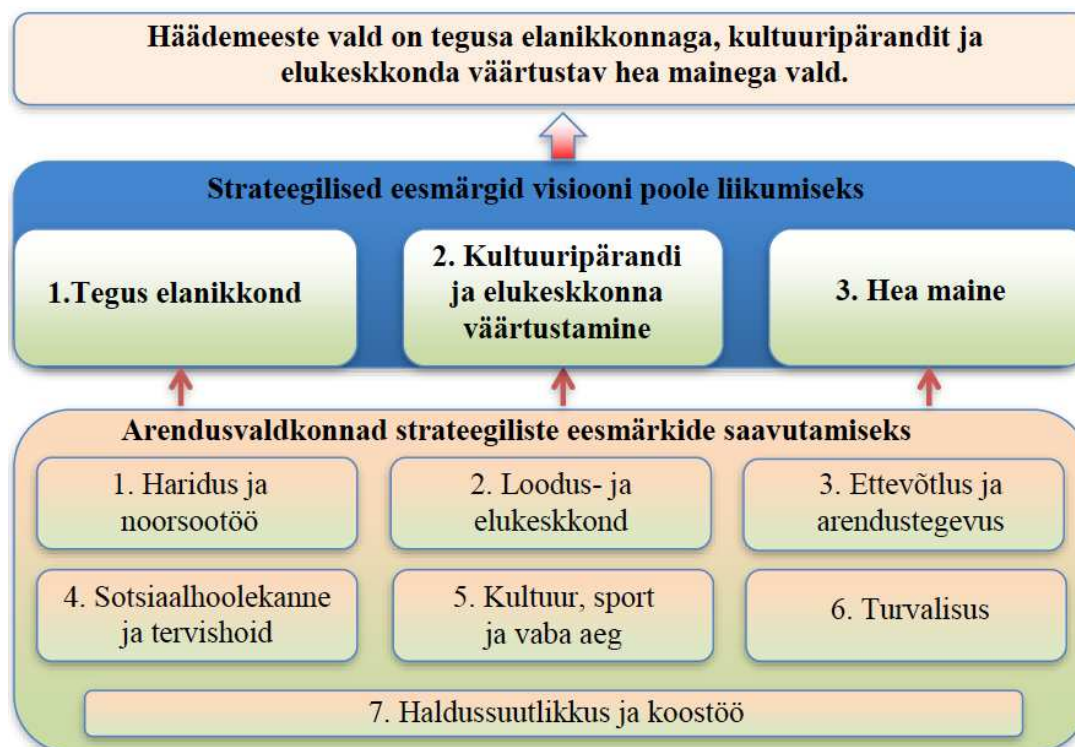 Häädemeeste vald on tegusa elanikkonnaga, kultuuripärandit ja
elukeskkonda väärtustav hea mainega vald.
Strateegilised eesmärgid visiooni poole liikumiseks
1.Tegus elanikkond
2. Kultuuripärandi
ja elukeskkonna
väärtustamine
3. Hea maine
Arendusvaldkonnad strateegiliste eesmärkide saavutamiseks
1. Haridus ja
noorsootöö
2. Loodus- ja
elukeskkond
3. Ettevõtlus ja
arendustegevus
4. Sotsiaalhoolekanne
ja tervishoid
5. Kultuur, sport
ja vaba aeg
6. Turvalisus
7. Haldussuutlikkus ja koostöö